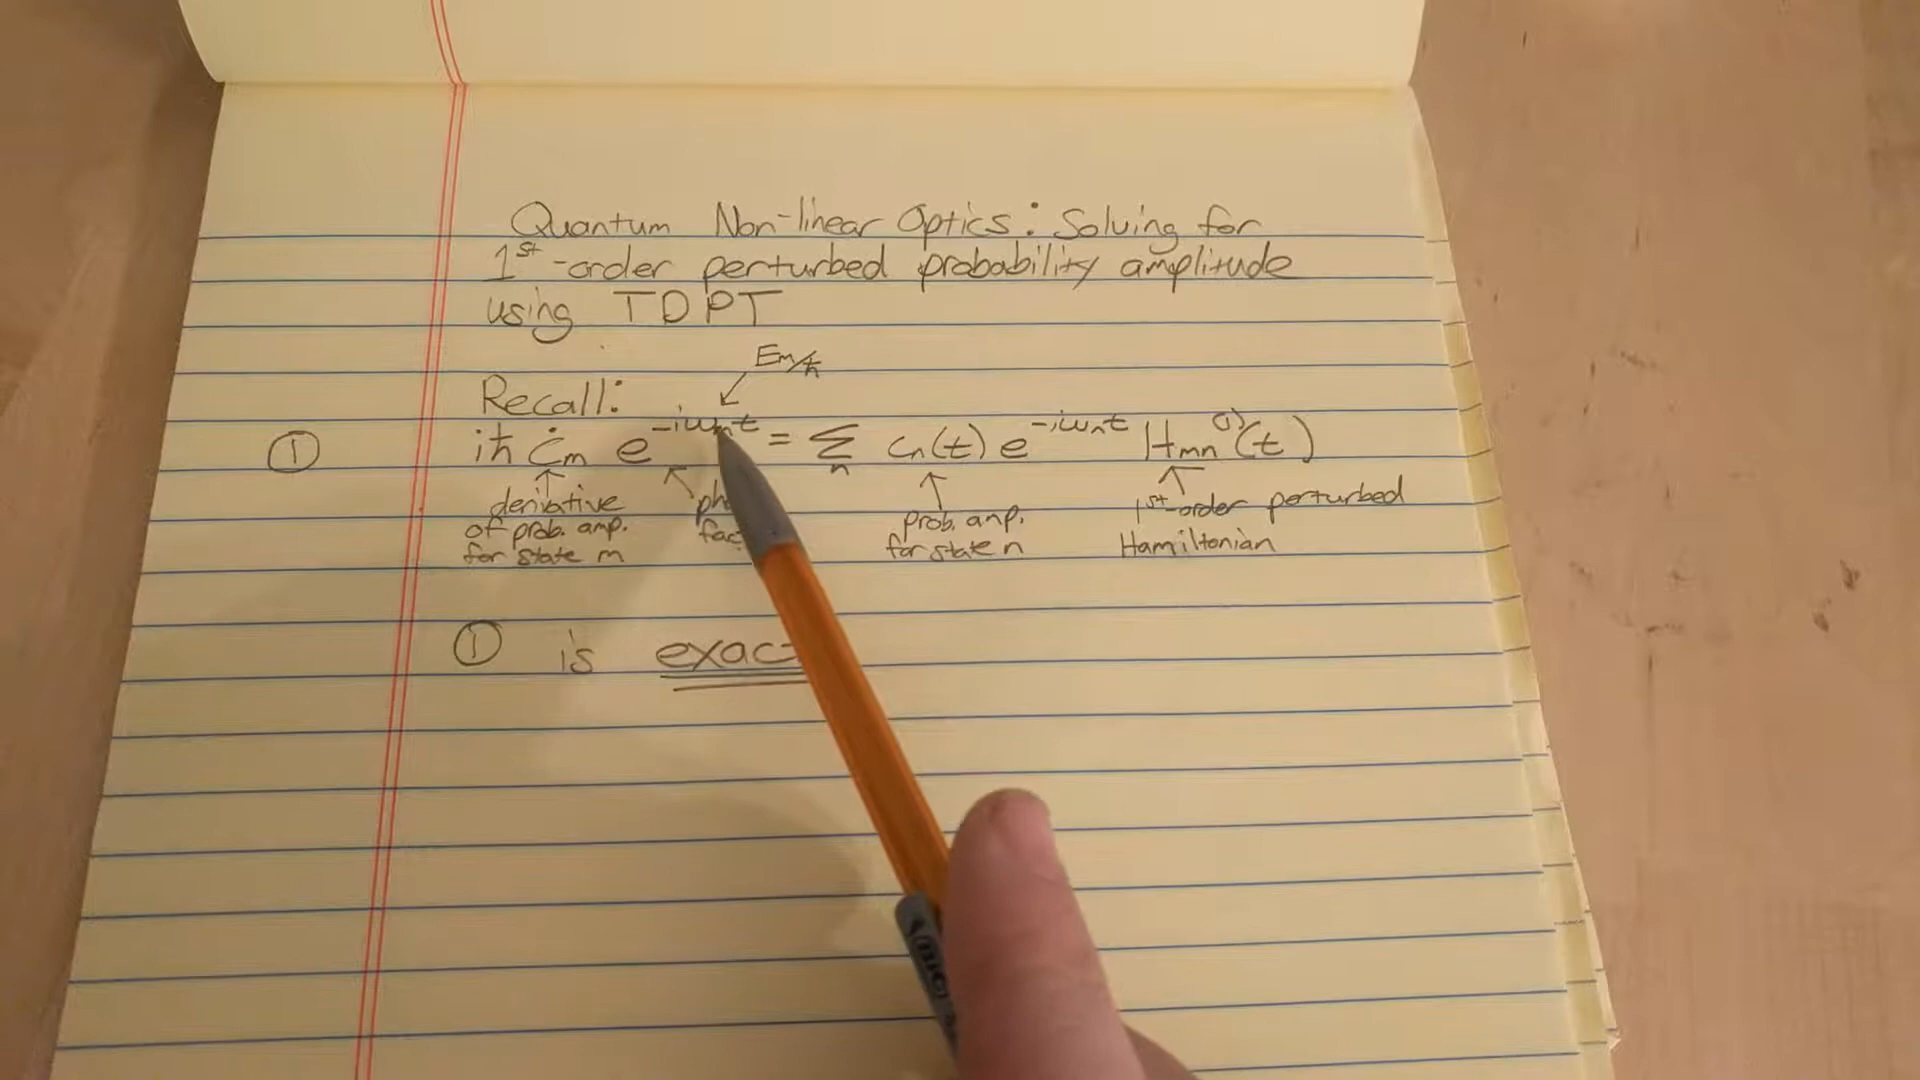 Quantum Non-linear Optics: Solving for
1st-order perturbed probability amplitude
using TDPT
Em/ħ
Recall:
① iħ ċm e^-iωmt = Σn cn(t) e^-iωnt Hmn^(1)(t)
derivative of prob. amp. for state m
prob. amp. for state n
1st-order perturbed Hamiltonian
① is
BIC